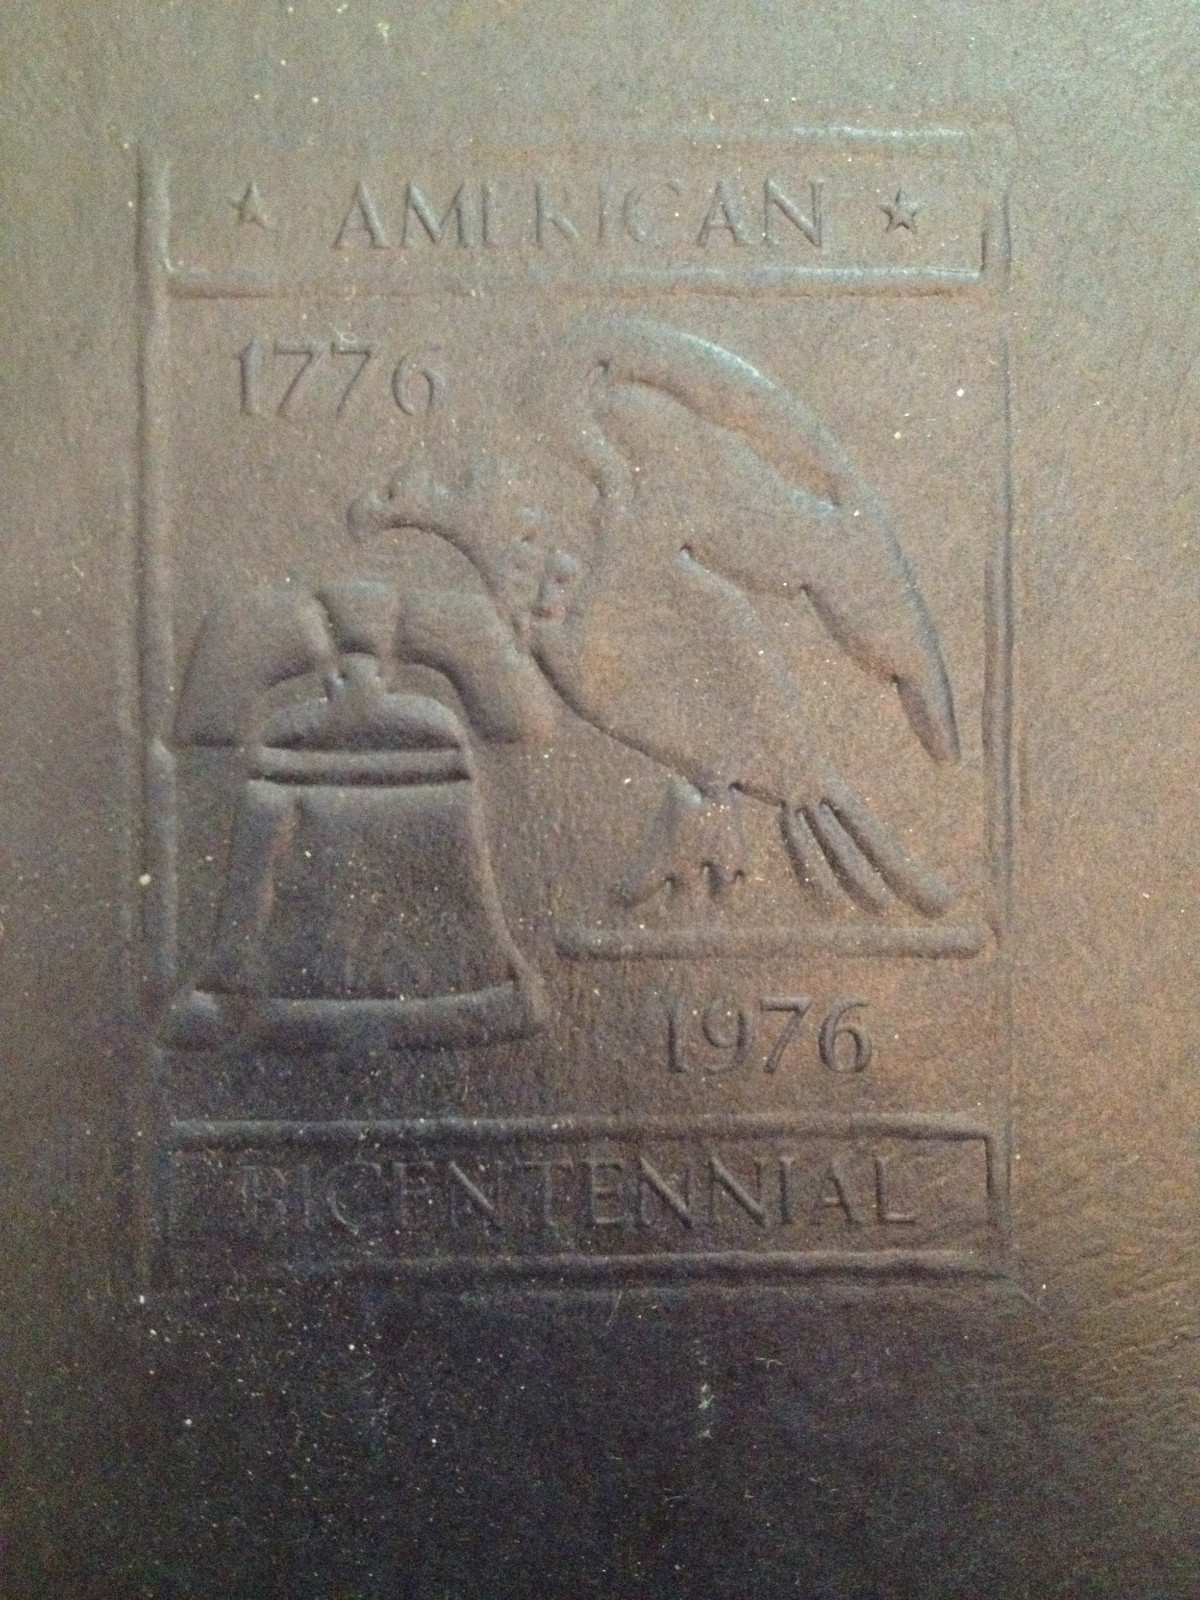 ★ AMERICAN ★
1776
1976
BICENTENNIAL